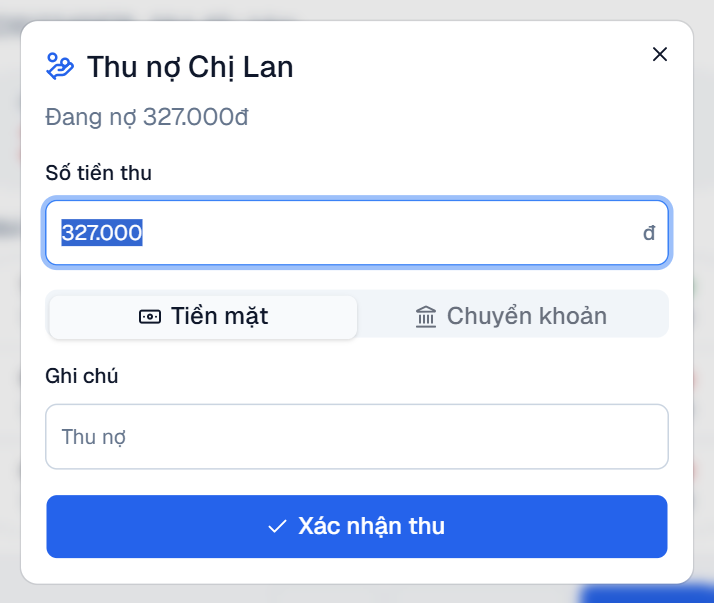 Thu nợ Chị Lan
Đang nợ 327.000đ
Số tiền thu
327.000 đ
Tiền mặt Chuyển khoản
Ghi chú
Thu nợ
Xác nhận thu